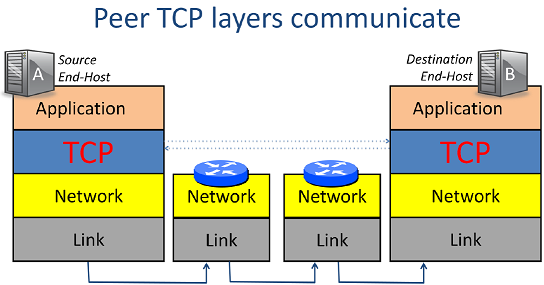 Peer TCP layers communicate
A
Source
End-Host
Destination
End-Host
B
Application
Application
TCP
TCP
Network
Network
Network
Network
Link
Link
Link
Link